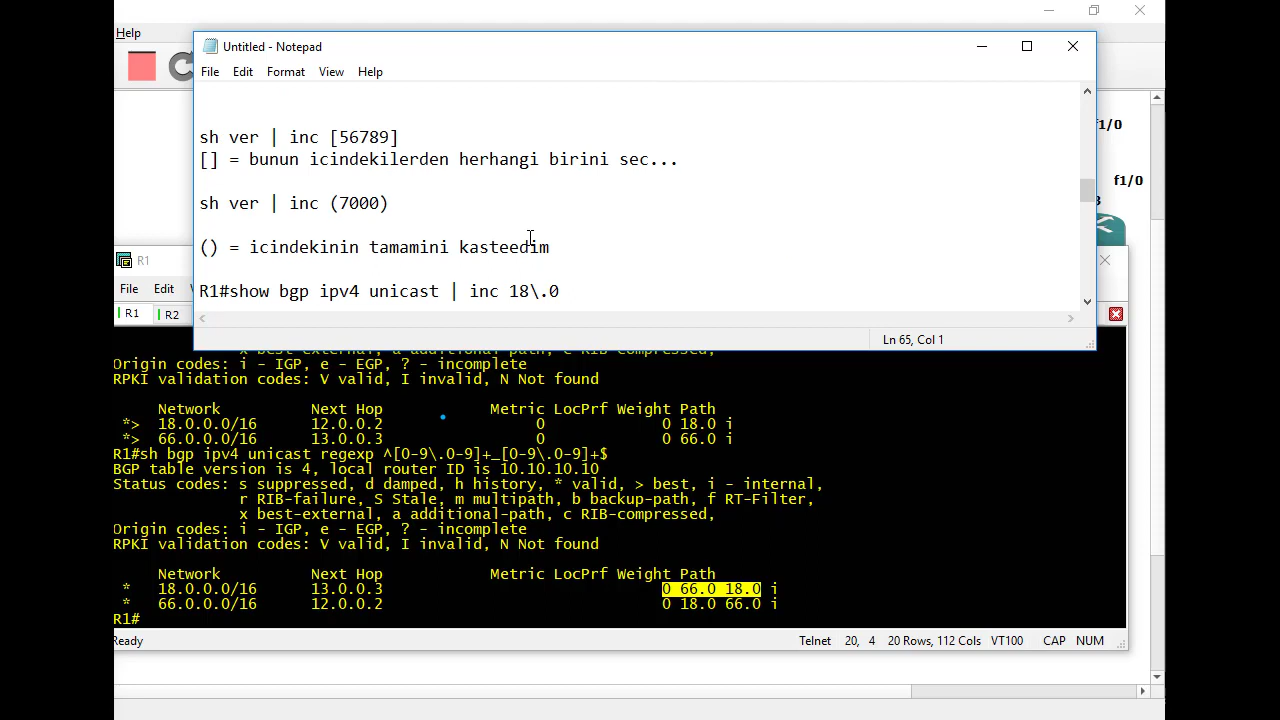 Help
Untitled - Notepad
File Edit Format View Help
sh ver | inc [56789]
[] = bunun icindekilerden herhangi birini sec...
sh ver | inc (7000)
() = icindekinin tamamini kasteedim
R1#show bgp ipv4 unicast | inc 18\.0
Ln 65, Col 1
f1/0
f1/0
3
R1
File Edit
R1 R2
x best-external, a additional-path, c RIB-compressed,
Origin codes: i - IGP, e - EGP, ? - incomplete
RPKI validation codes: V valid, I invalid, N Not found
Network Next Hop Metric LocPrf Weight Path
*> 18.0.0.0/16 12.0.0.2 0 0 18.0 i
*> 66.0.0.0/16 13.0.0.3 0 0 66.0 i
R1#sh bgp ipv4 unicast regexp ^[0-9\.0-9]+_[0-9\.0-9]+$
BGP table version is 4, local router ID is 10.10.10.10
Status codes: s suppressed, d damped, h history, * valid, > best, i - internal,
r RIB-failure, S Stale, m multipath, b backup-path, f RT-Filter,
x best-external, a additional-path, c RIB-compressed,
Origin codes: i - IGP, e - EGP, ? - incomplete
RPKI validation codes: V valid, I invalid, N Not found
Network Next Hop Metric LocPrf Weight Path
* 18.0.0.0/16 13.0.0.3 0 66.0 18.0 i
* 66.0.0.0/16 12.0.0.2 0 18.0 66.0 i
R1#
Ready Telnet 20, 4 20 Rows, 112 Cols VT100 CAP NUM